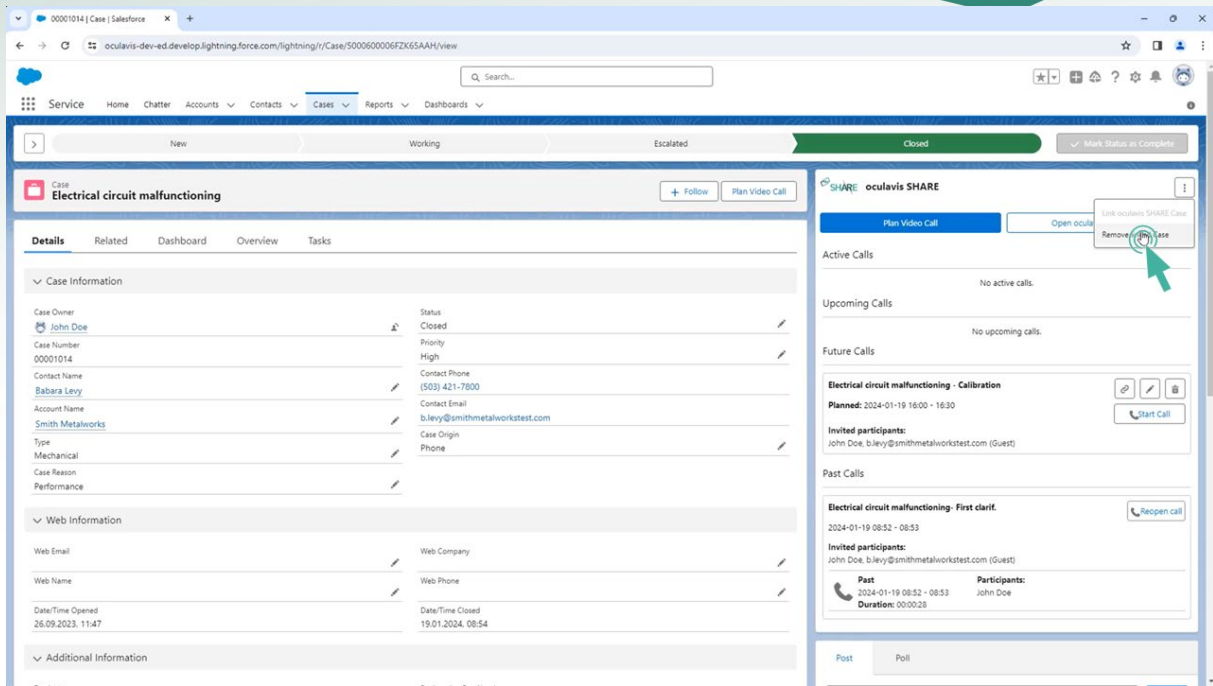 00001014 | Case | Salesforce
oculavis-dev-ed.develop.lightning.force.com/lightning/r/Case/5000600006FZK65AAH/view
Search...
Service Home Chatter Accounts Contacts Cases Reports Dashboards
New Working Escalated Closed Mark Status as Complete
Case
Electrical circuit malfunctioning
+ Follow Plan Video Call
Details Related Dashboard Overview Tasks
Case Information
Case Owner
John Doe
Case Number
00001014
Contact Name
Babara Levy
Account Name
Smith Metalworks
Type
Mechanical
Case Reason
Performance
Status
Closed
Priority
High
Contact Phone
(503) 421-7800
Contact Email
b.levy@smithmetalworkstest.com
Case Origin
Phone
Web Information
Web Email
Web Name
Date/Time Opened
26.09.2023, 11:47
Web Company
Web Phone
Date/Time Closed
19.01.2024, 08:54
Additional Information
SHARE oculavis SHARE
Link oculavis SHARE Case
Remove Case
Plan Video Call Open ocula
Active Calls
No active calls.
Upcoming Calls
No upcoming calls.
Future Calls
Electrical circuit malfunctioning - Calibration
Planned: 2024-01-19 16:00 - 16:30
Start Call
Invited participants:
John Doe, b.levy@smithmetalworkstest.com (Guest)
Past Calls
Electrical circuit malfunctioning- First clarif.
Reopen call
2024-01-19 08:52 - 08:53
Invited participants:
John Doe, b.levy@smithmetalworkstest.com (Guest)
Past Participants:
2024-01-19 08:52 - 08:53 John Doe
Duration: 00:00:28
Post Poll